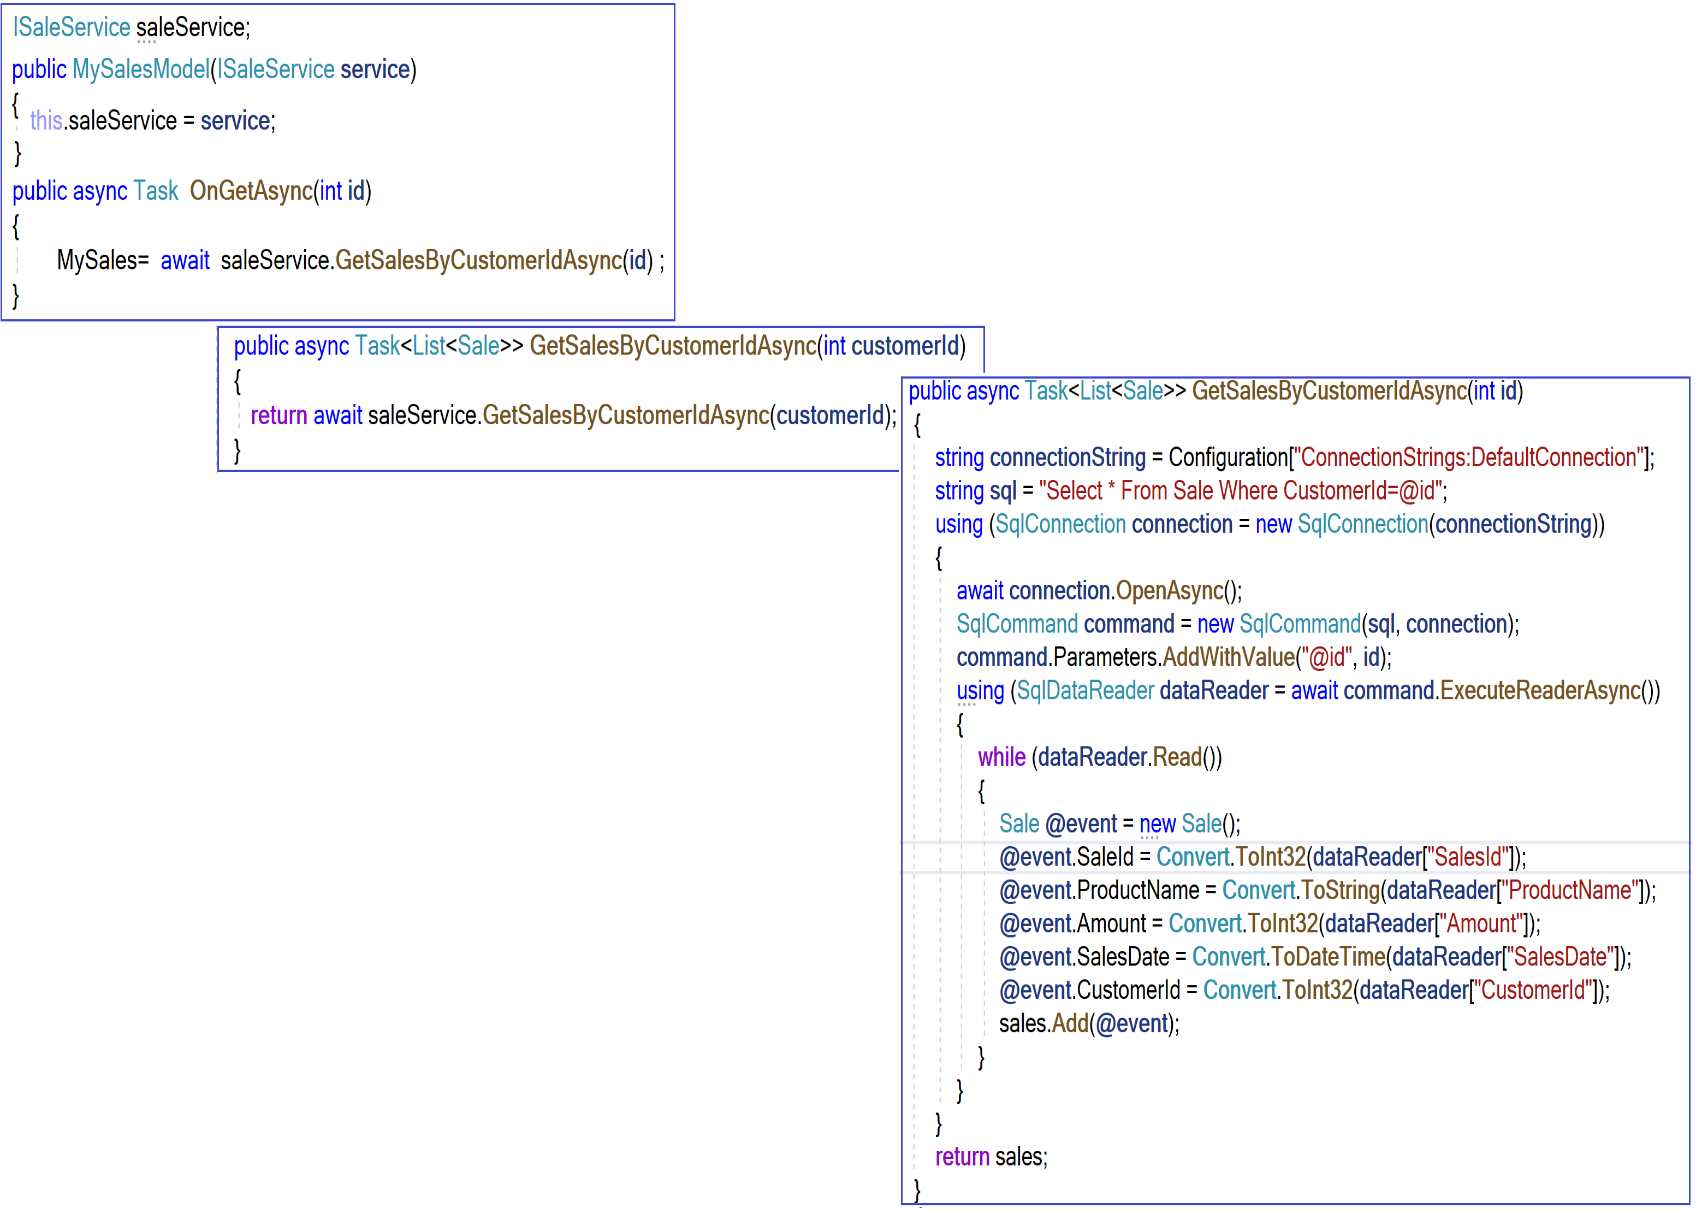 ISaleService saleService;
public MySalesModel(ISaleService service)
{
this.saleService = service;
}
public async Task  OnGetAsync(int id)
{
MySales=  await  saleService.GetSalesByCustomerIdAsync(id) ;
}
public async Task<List<Sale>> GetSalesByCustomerIdAsync(int customerId)
{
return await saleService.GetSalesByCustomerIdAsync(customerId);
}
public async Task<List<Sale>> GetSalesByCustomerIdAsync(int id)
{
string connectionString = Configuration["ConnectionStrings:DefaultConnection"];
string sql = "Select * From Sale Where CustomerId=@id";
using (SqlConnection connection = new SqlConnection(connectionString))
{
await connection.OpenAsync();
SqlCommand command = new SqlCommand(sql, connection);
command.Parameters.AddWithValue("@id", id);
using (SqlDataReader dataReader = await command.ExecuteReaderAsync())
{
while (dataReader.Read())
{
Sale @event = new Sale();
@event.SaleId = Convert.ToInt32(dataReader["SalesId"]);
@event.ProductName = Convert.ToString(dataReader["ProductName"]);
@event.Amount = Convert.ToInt32(dataReader["Amount"]);
@event.SalesDate = Convert.ToDateTime(dataReader["SalesDate"]);
@event.CustomerId = Convert.ToInt32(dataReader["CustomerId"]);
sales.Add(@event);
}
}
}
return sales;
}